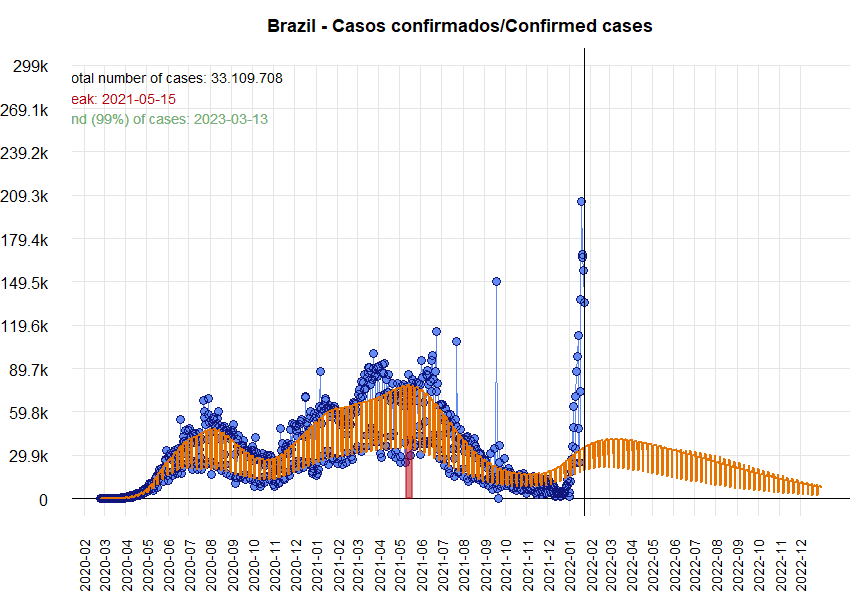 Brazil - Casos confirmados/Confirmed cases
299k
269.1k
239.2k
209.3k
179.4k
149.5k
119.6k
89.7k
59.8k
29.9k
0
otal number of cases: 33.109.708
eak: 2021-05-15
nd (99%) of cases: 2023-03-13
2020-02
2020-03
2020-04
2020-05
2020-06
2020-07
2020-08
2020-09
2020-10
2020-11
2020-12
2021-01
2021-02
2021-03
2021-04
2021-05
2021-06
2021-07
2021-08
2021-09
2021-10
2021-11
2021-12
2022-01
2022-02
2022-03
2022-04
2022-05
2022-06
2022-07
2022-08
2022-09
2022-10
2022-11
2022-12